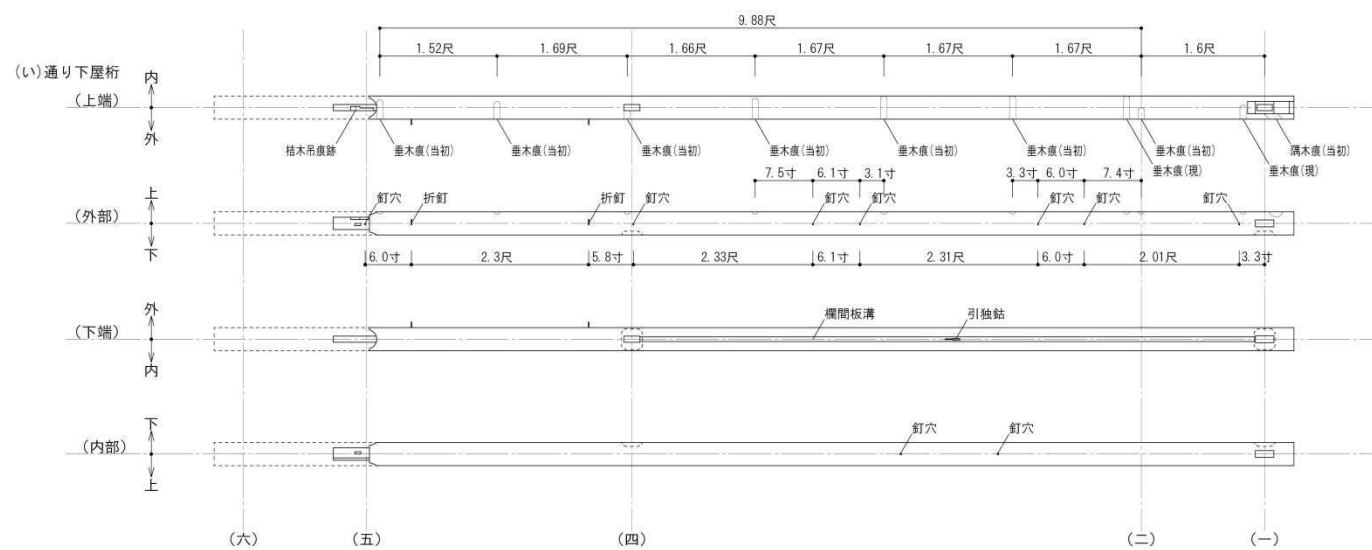 9.88尺
1.52尺 1.69尺 1.66尺 1.67尺 1.67尺 1.67尺 1.6尺
(い)通り下屋桁
内
(上端)
外
桔木吊痕跡 垂木痕(当初) 垂木痕(当初) 垂木痕(当初) 垂木痕(当初) 垂木痕(当初) 垂木痕(当初) 垂木痕(当初) 隅木痕(当初)
垂木痕(現) 垂木痕(現)
7.5寸 6.1寸 3.1寸 3.3寸 6.0寸 7.4寸
上
釘穴 折釘 折釘 釘穴 釘穴 釘穴 釘穴 釘穴 釘穴
(外部)
下
6.0寸 2.3尺 5.8寸 2.33尺 6.1寸 2.31尺 6.0寸 2.01尺 3.3寸
外
欄間板溝 引独鈷
(下端)
内
下
釘穴 釘穴
(内部)
上
(六) (五) (四) (二) (一)